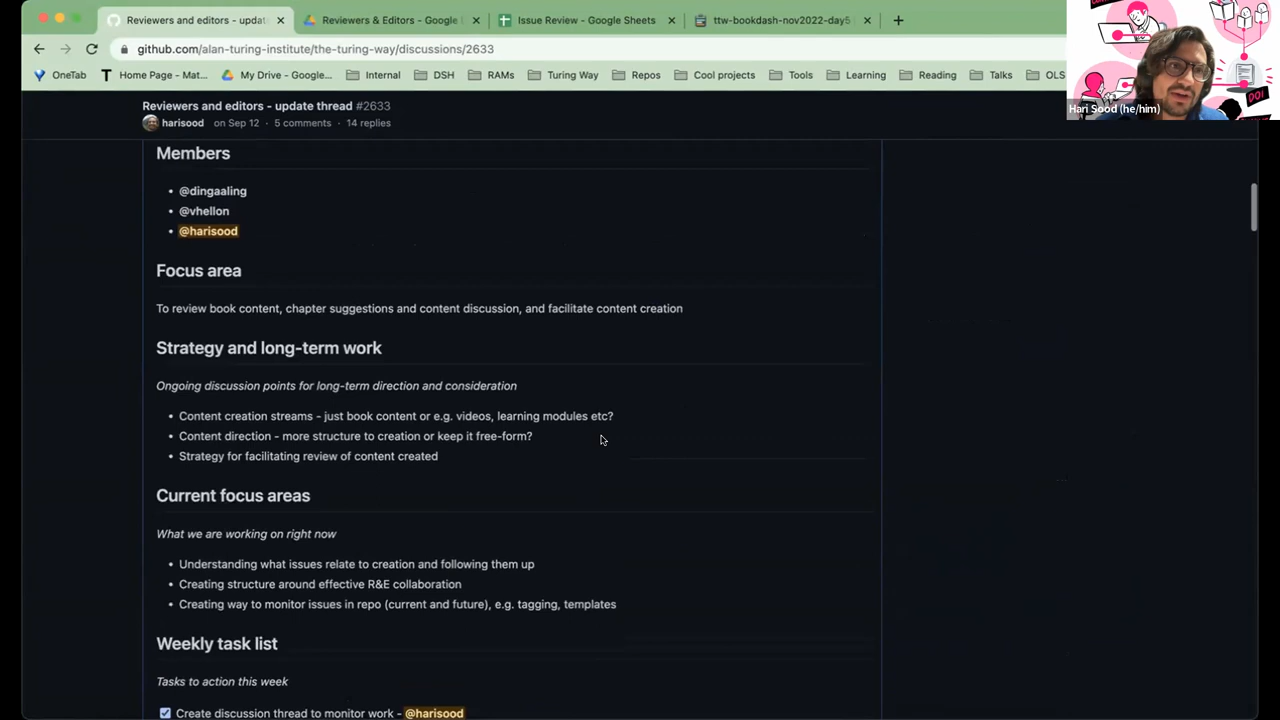 Reviewers and editors - updat
Reviewers & Editors - Google
Issue Review - Google Sheets
ttw-bookdash-nov2022-day5
github.com/alan-turing-institute/the-turing-way/discussions/2633
OneTab
Home Page - Mat...
My Drive - Google...
Internal
DSH
RAMs
Turing Way
Repos
Cool projects
Tools
Learning
Reading
Talks
OLS
DOI
Hari Sood (he/him)
Reviewers and editors - update thread #2633
harisood on Sep 12 · 5 comments · 14 replies
Members
• @dingaaling
• @vhellon
• @harisood
Focus area
To review book content, chapter suggestions and content discussion, and facilitate content creation
Strategy and long-term work
Ongoing discussion points for long-term direction and consideration
• Content creation streams - just book content or e.g. videos, learning modules etc?
• Content direction - more structure to creation or keep it free-form?
• Strategy for facilitating review of content created
Current focus areas
What we are working on right now
• Understanding what issues relate to creation and following them up
• Creating structure around effective R&E collaboration
• Creating way to monitor issues in repo (current and future), e.g. tagging, templates
Weekly task list
Tasks to action this week
Create discussion thread to monitor work - @harisood